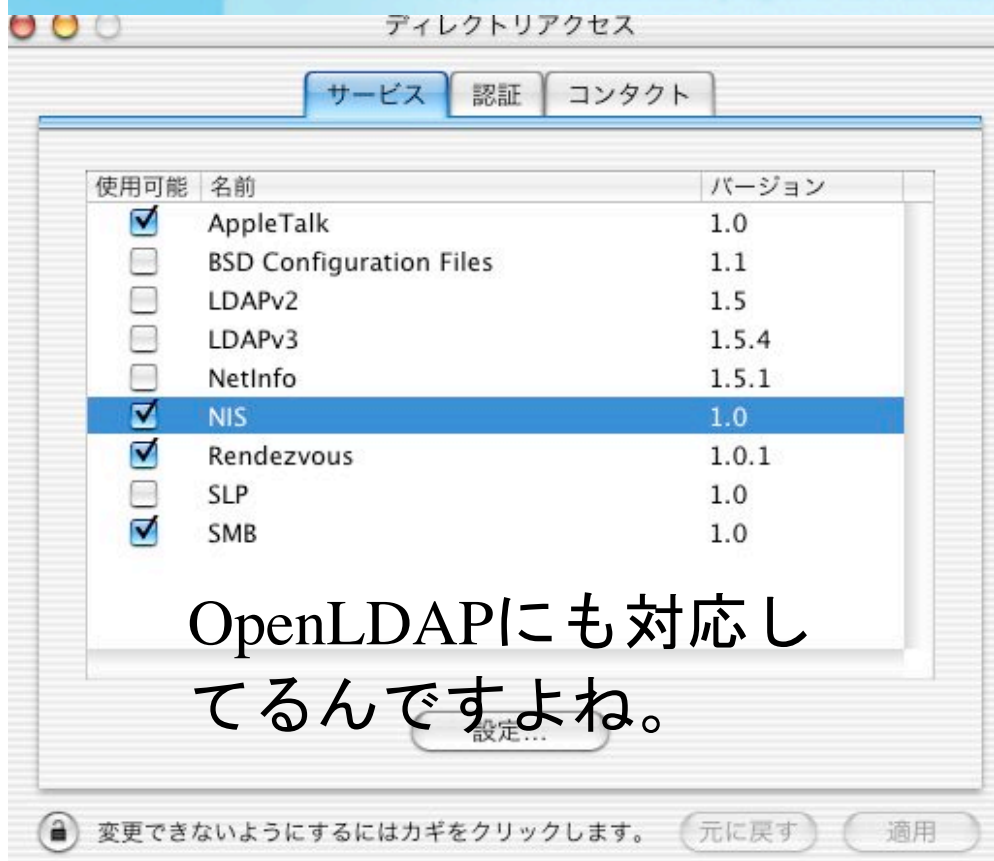 ディレクトリアクセス
サービス 認証 コンタクト
使用可能 名前 バージョン
AppleTalk 1.0
BSD Configuration Files 1.1
LDAPv2 1.5
LDAPv3 1.5.4
NetInfo 1.5.1
NIS 1.0
Rendezvous 1.0.1
SLP 1.0
SMB 1.0
OpenLDAPにも対応し
てるんですよね。
設定...
変更できないようにするにはカギをクリックします。 元に戻す 適用